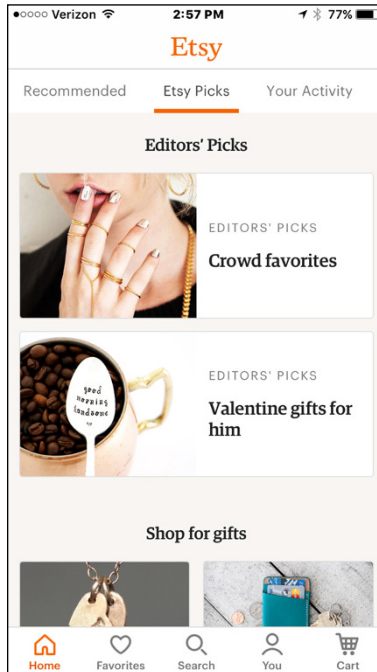 Verizon 2:57 PM 77%
Etsy
Recommended Etsy Picks Your Activity
Editors' Picks
EDITORS' PICKS
Crowd favorites
good
morning
handsome
EDITORS' PICKS
Valentine gifts for
him
Shop for gifts
Home Favorites Search You Cart